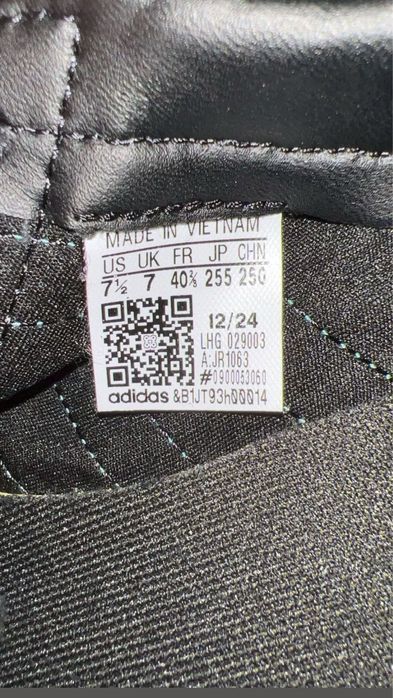 MADE IN VIETNAM
US UK FR JP CHN
7½ 7 40⅔ 255 250
12/24
LHG 029003
A:JR1063
#0900053060
adidas &B1JT93h00014